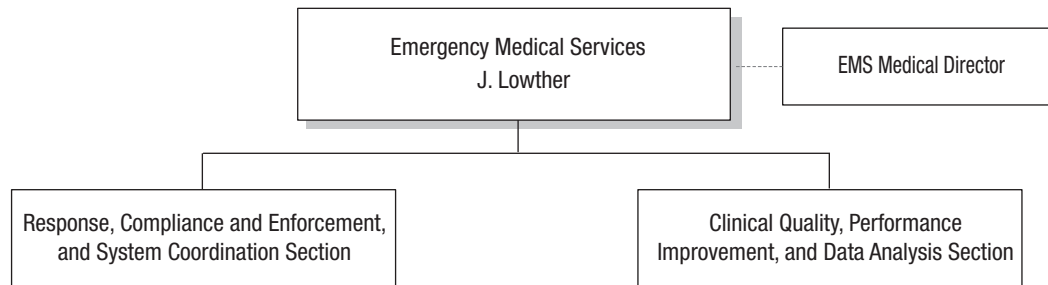 Emergency Medical Services
J. Lowther
EMS Medical Director
Response, Compliance and Enforcement,
and System Coordination Section
Clinical Quality, Performance
Improvement, and Data Analysis Section